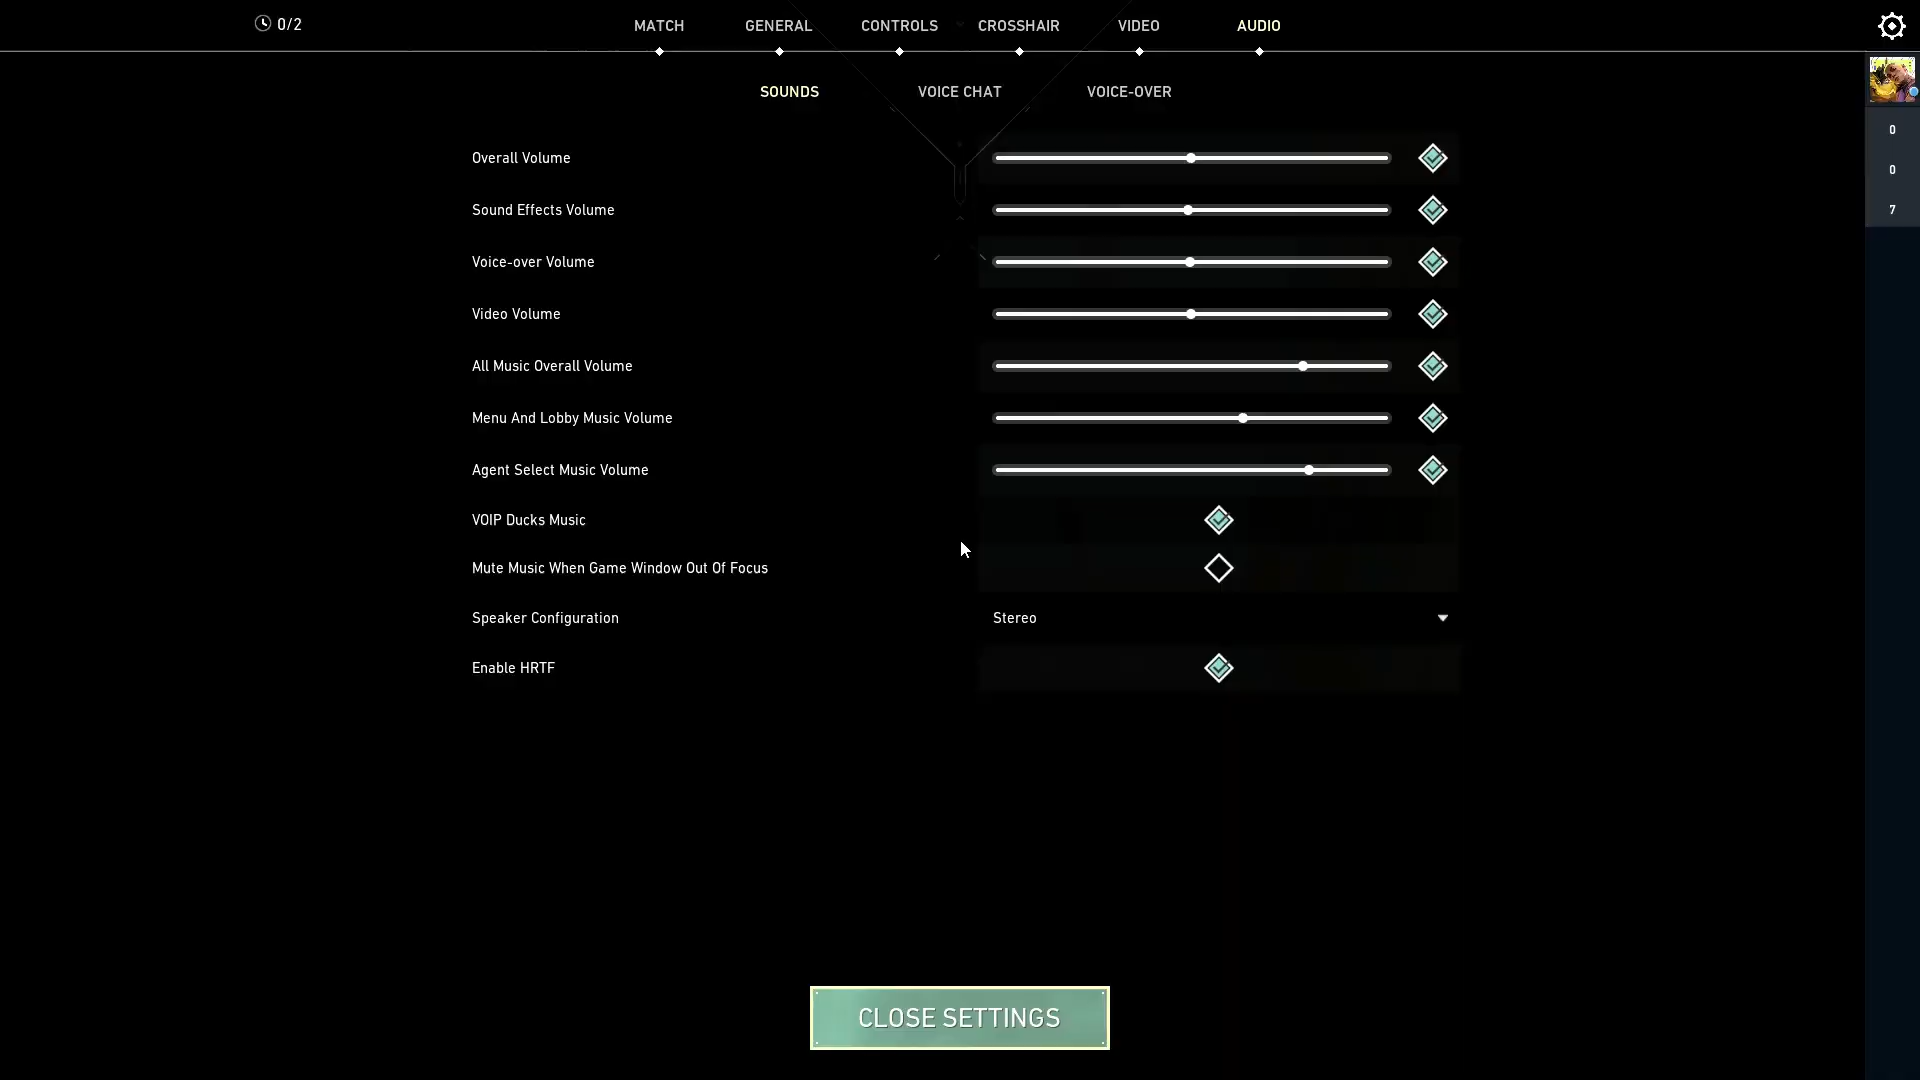 0/2
MATCH GENERAL CONTROLS CROSSHAIR VIDEO AUDIO
SOUNDS VOICE CHAT VOICE-OVER
Overall Volume
0
0
Sound Effects Volume
7
Voice-over Volume
Video Volume
All Music Overall Volume
Menu And Lobby Music Volume
Agent Select Music Volume
VOIP Ducks Music
Mute Music When Game Window Out Of Focus
Speaker Configuration Stereo
Enable HRTF
CLOSE SETTINGS